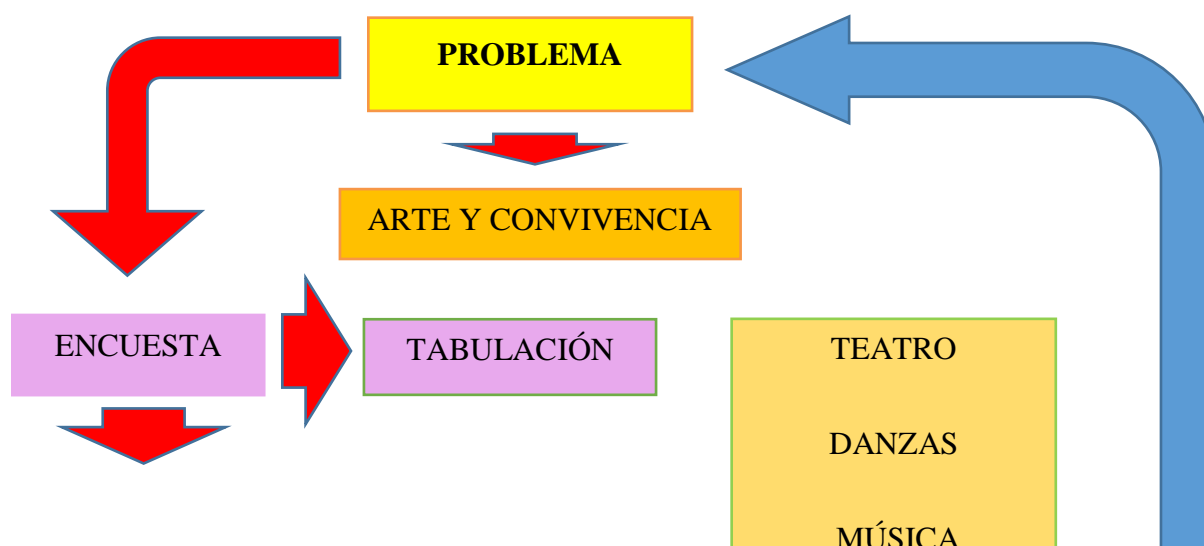 PROBLEMA
ARTE Y CONVIVENCIA
ENCUESTA
TABULACIÓN
TEATRO
DANZAS
MÚSICA